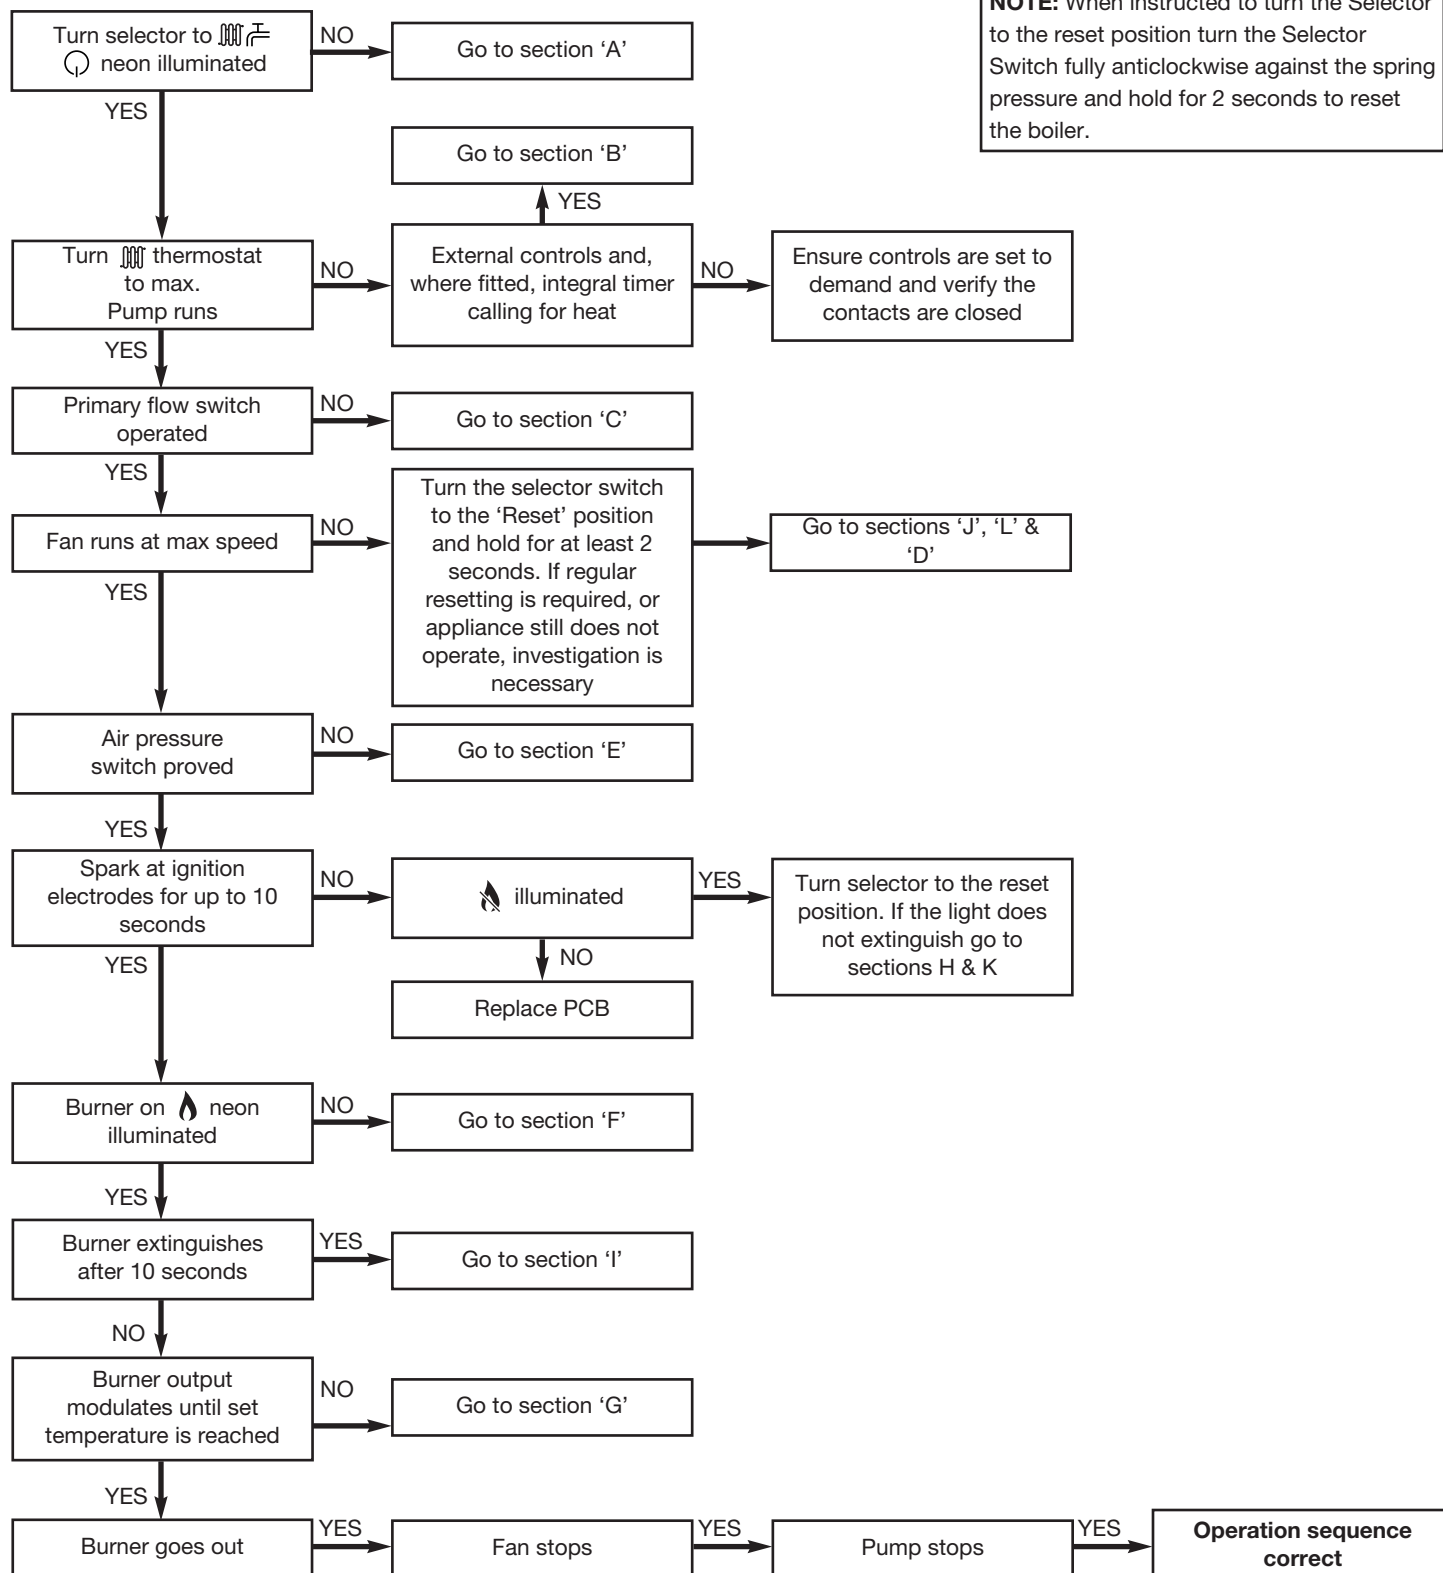 NOTE: When instructed to turn the Selector
to the reset position turn the Selector
Switch fully anticlockwise against the spring
pressure and hold for 2 seconds to reset
the boiler.
Turn selector to
neon illuminated
NO
Go to section ‘A’
YES
Go to section ‘B’
YES
Turn thermostat
to max.
Pump runs
NO
External controls and,
where fitted, integral timer
calling for heat
NO
Ensure controls are set to
demand and verify the
contacts are closed
YES
Primary flow switch
operated
NO
Go to section ‘C’
YES
Fan runs at max speed
NO
Turn the selector switch
to the ‘Reset’ position
and hold for at least 2
seconds. If regular
resetting is required, or
appliance still does not
operate, investigation is
necessary
Go to sections ‘J’, ‘L’ &
‘D’
YES
Air pressure
switch proved
NO
Go to section ‘E’
YES
Spark at ignition
electrodes for up to 10
seconds
NO
illuminated
YES
Turn selector to the reset
position. If the light does
not extinguish go to
sections H & K
NO
Replace PCB
YES
Burner on neon
illuminated
NO
Go to section ‘F’
YES
Burner extinguishes
after 10 seconds
YES
Go to section ‘I’
NO
Burner output
modulates until set
temperature is reached
NO
Go to section ‘G’
YES
Burner goes out
YES
Fan stops
YES
Pump stops
YES
Operation sequence
correct